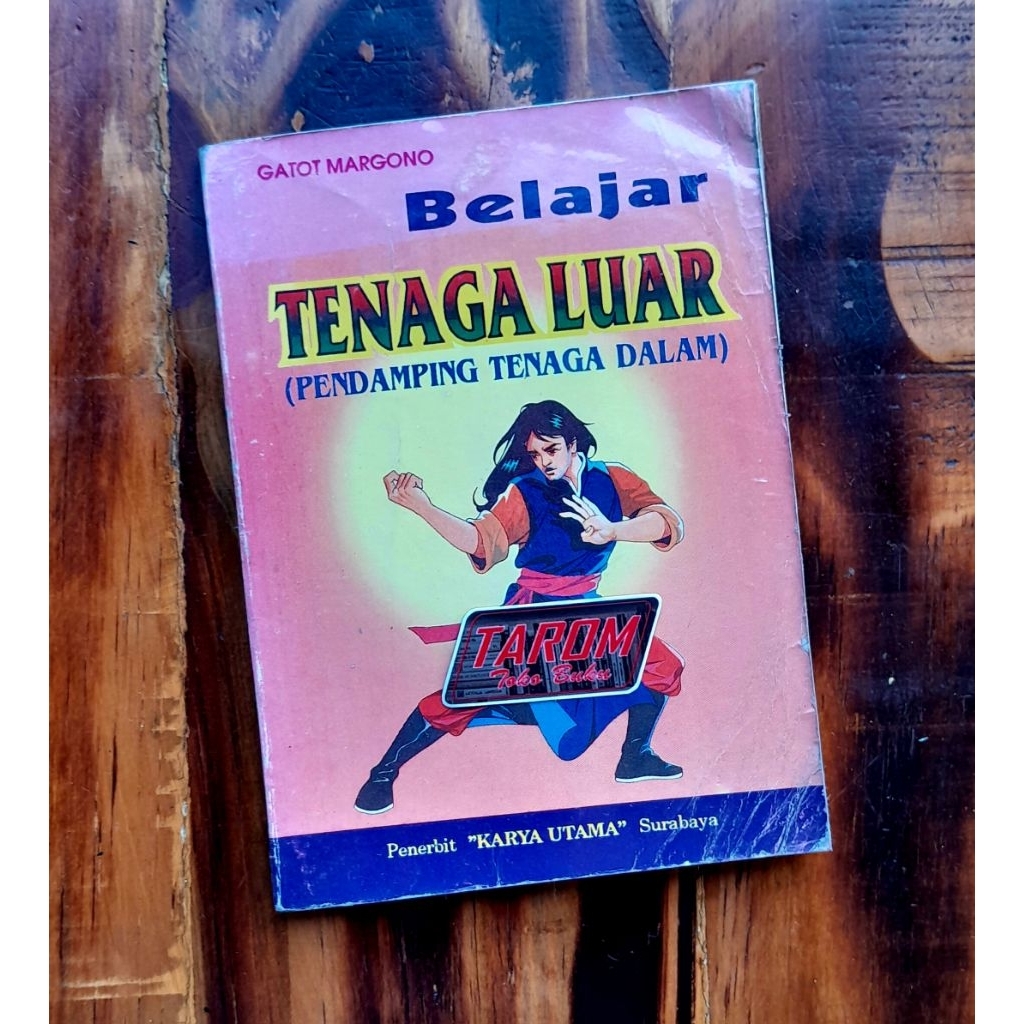 GATOT MARGONO
Belajar
TENAGA LUAR
(PENDAMPING TENAGA DALAM)
TAROM
Toko Buku
Penerbit "KARYA UTAMA" Surabaya